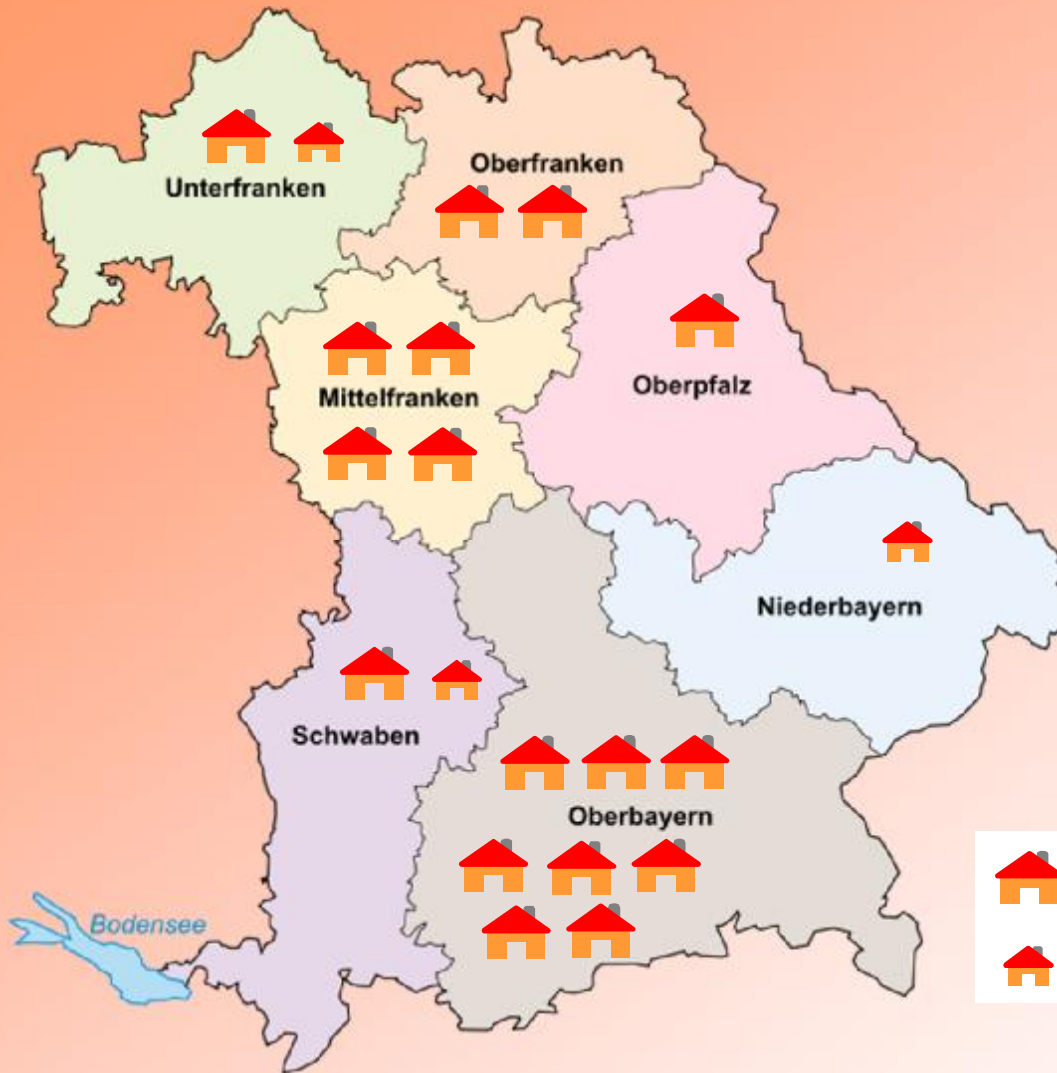 Unterfranken
Oberfranken
Mittelfranken
Oberpfalz
Niederbayern
Schwaben
Oberbayern
Bodensee